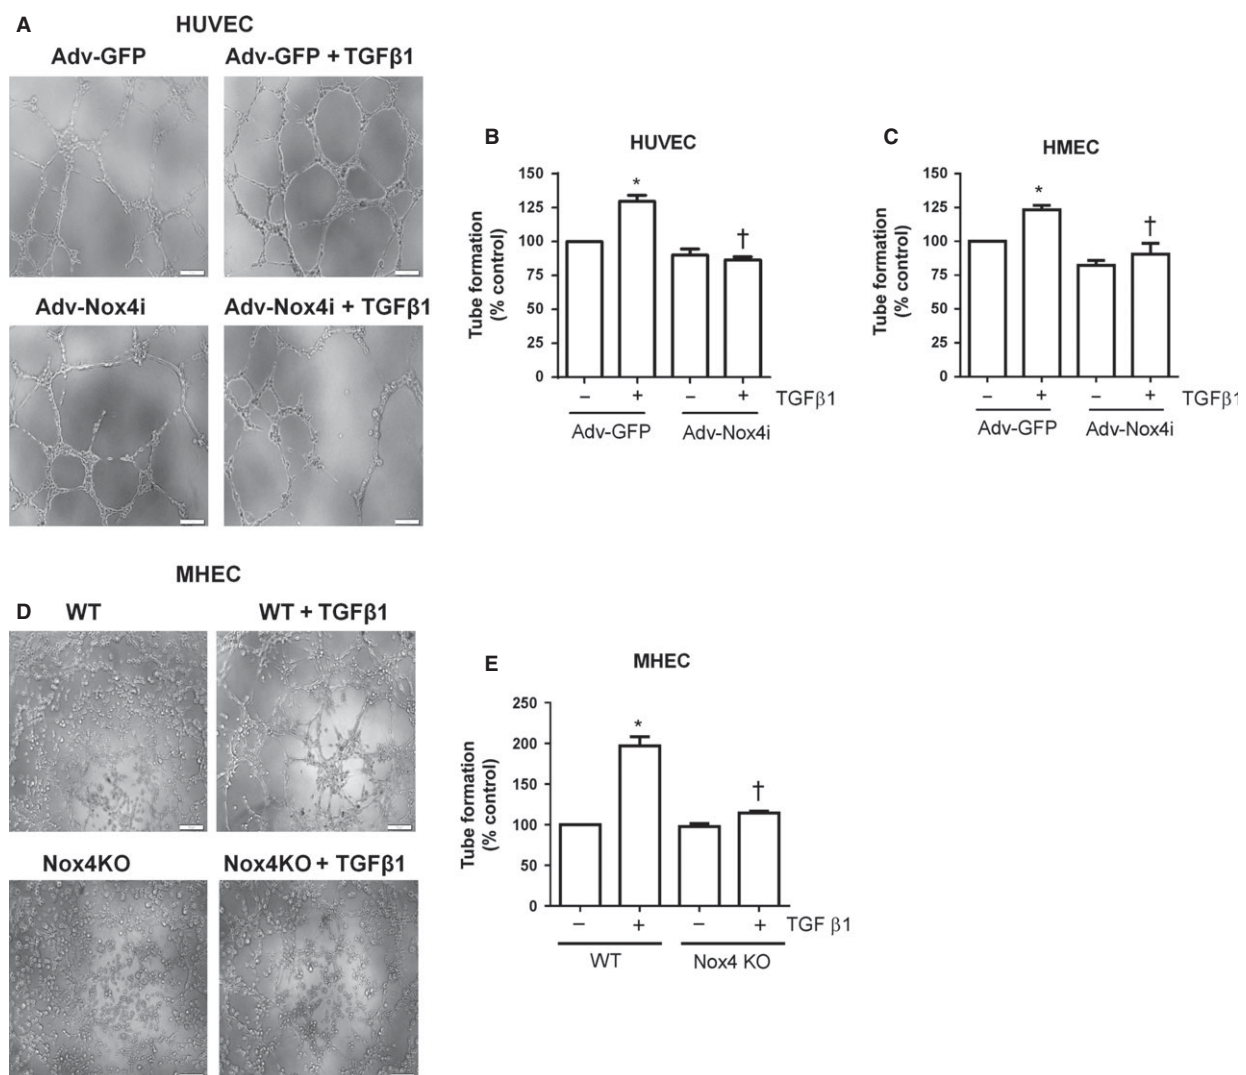 A
HUVEC
Adv-GFP
Adv-GFP + TGFβ1
Adv-Nox4i
Adv-Nox4i + TGFβ1
B
HUVEC
Tube formation
(% control)
150
125
100
75
50
25
0
*
†
− + − + TGFβ1
Adv-GFP Adv-Nox4i
C
HMEC
Tube formation
(% control)
150
125
100
75
50
25
0
*
†
− + − + TGFβ1
Adv-GFP Adv-Nox4i
MHEC
D
WT
WT + TGFβ1
Nox4KO
Nox4KO + TGFβ1
E
MHEC
Tube formation
(% control)
250
200
150
100
50
0
*
†
− + − + TGF β1
WT Nox4 KO